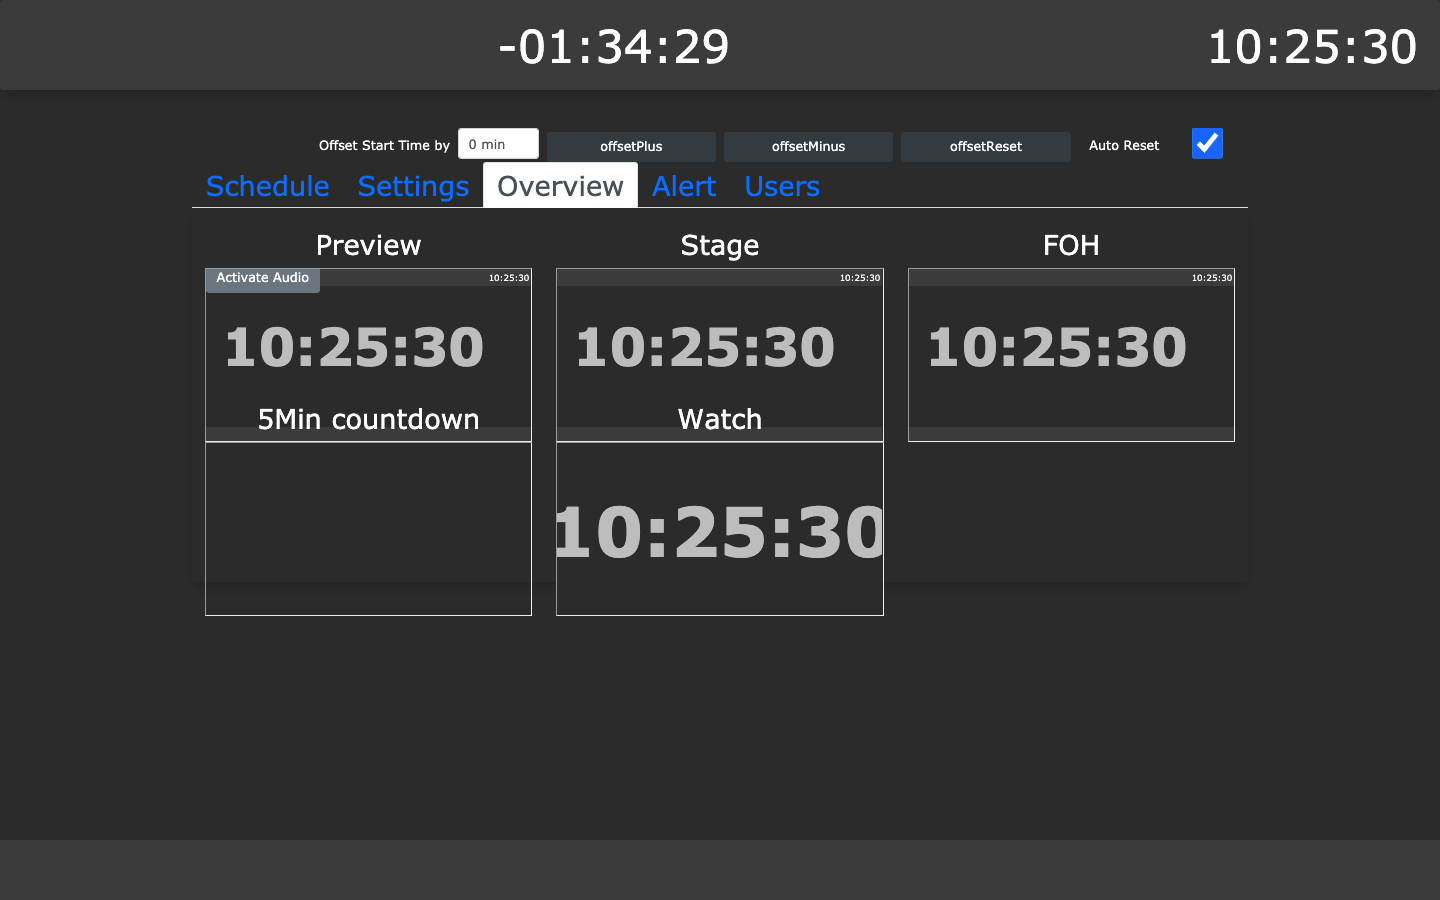 -01:34:29 10:25:30
Offset Start Time by 0 min offsetPlus offsetMinus offsetReset Auto Reset
Schedule Settings Overview Alert Users
Preview Stage FOH
Activate Audio 10:25:30 10:25:30 10:25:30
10:25:30 10:25:30 10:25:30
5Min countdown Watch
10:25:30